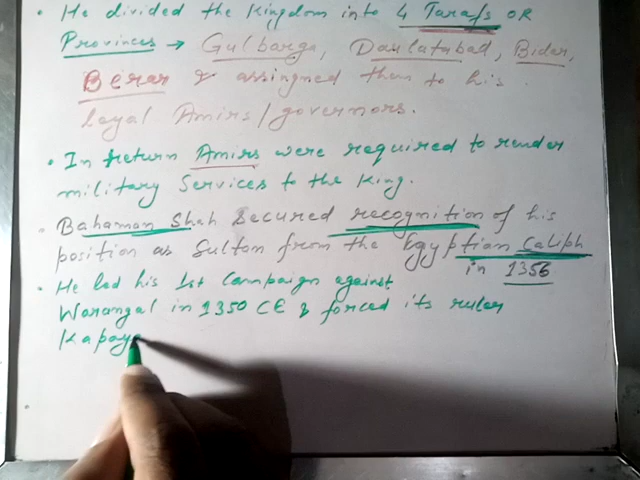 • He divided the Kingdom into 4 Tarafs OR
Provinces → Gulbarga, Daulatabad, Bidar,
Berar & assingned them to his
loyal Amirs/governors.
• In return Amirs were required to render
military Services to the King.
• Bahaman Shah Secured recognition of his
position as Sultan from the Egyptian Caliph
in 1356
• He led his 1st Campaign against
Warangal in 1350 CE & forced its ruler
Kapay